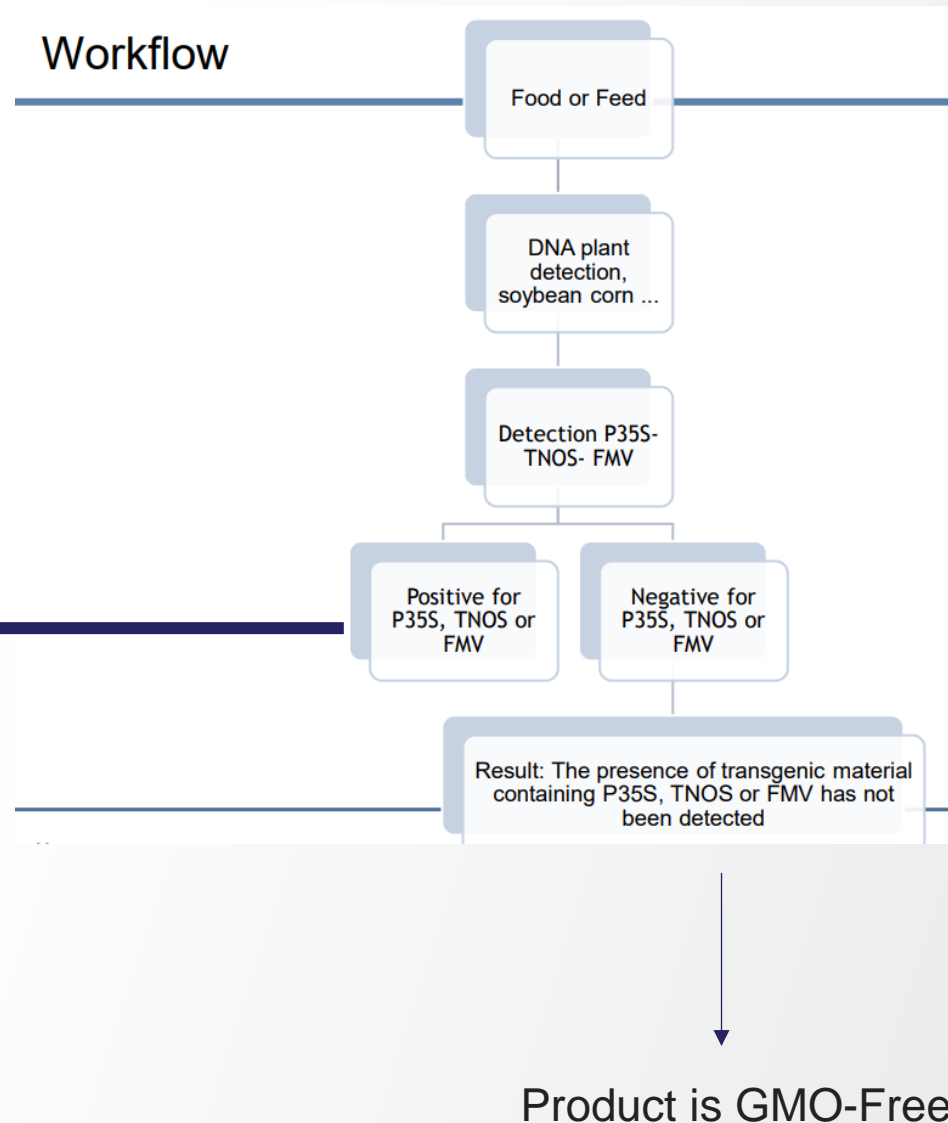 Workflow
Food or Feed
DNA plant
detection,
soybean corn ...
Detection P35S-
TNOS- FMV
Positive for
P35S, TNOS or
FMV
Negative for
P35S, TNOS or
FMV
Result: The presence of transgenic material
containing P35S, TNOS or FMV has not
been detected
Product is GMO-Free